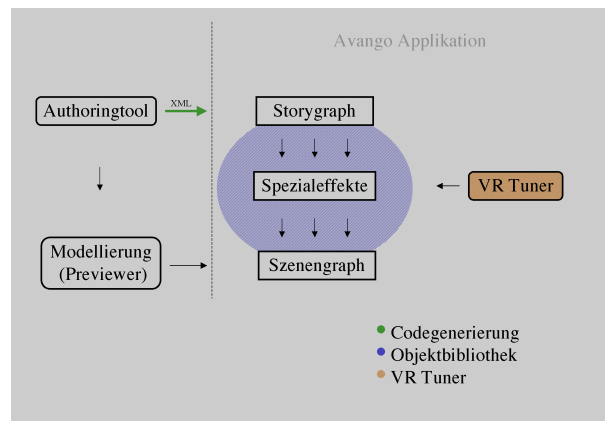 Avango Applikation
Authoringtool
XML
Storygraph
Spezialeffekte
VR Tuner
Modellierung
(Previewer)
Szenengraph
Codegenerierung
Objektbibliothek
VR Tuner